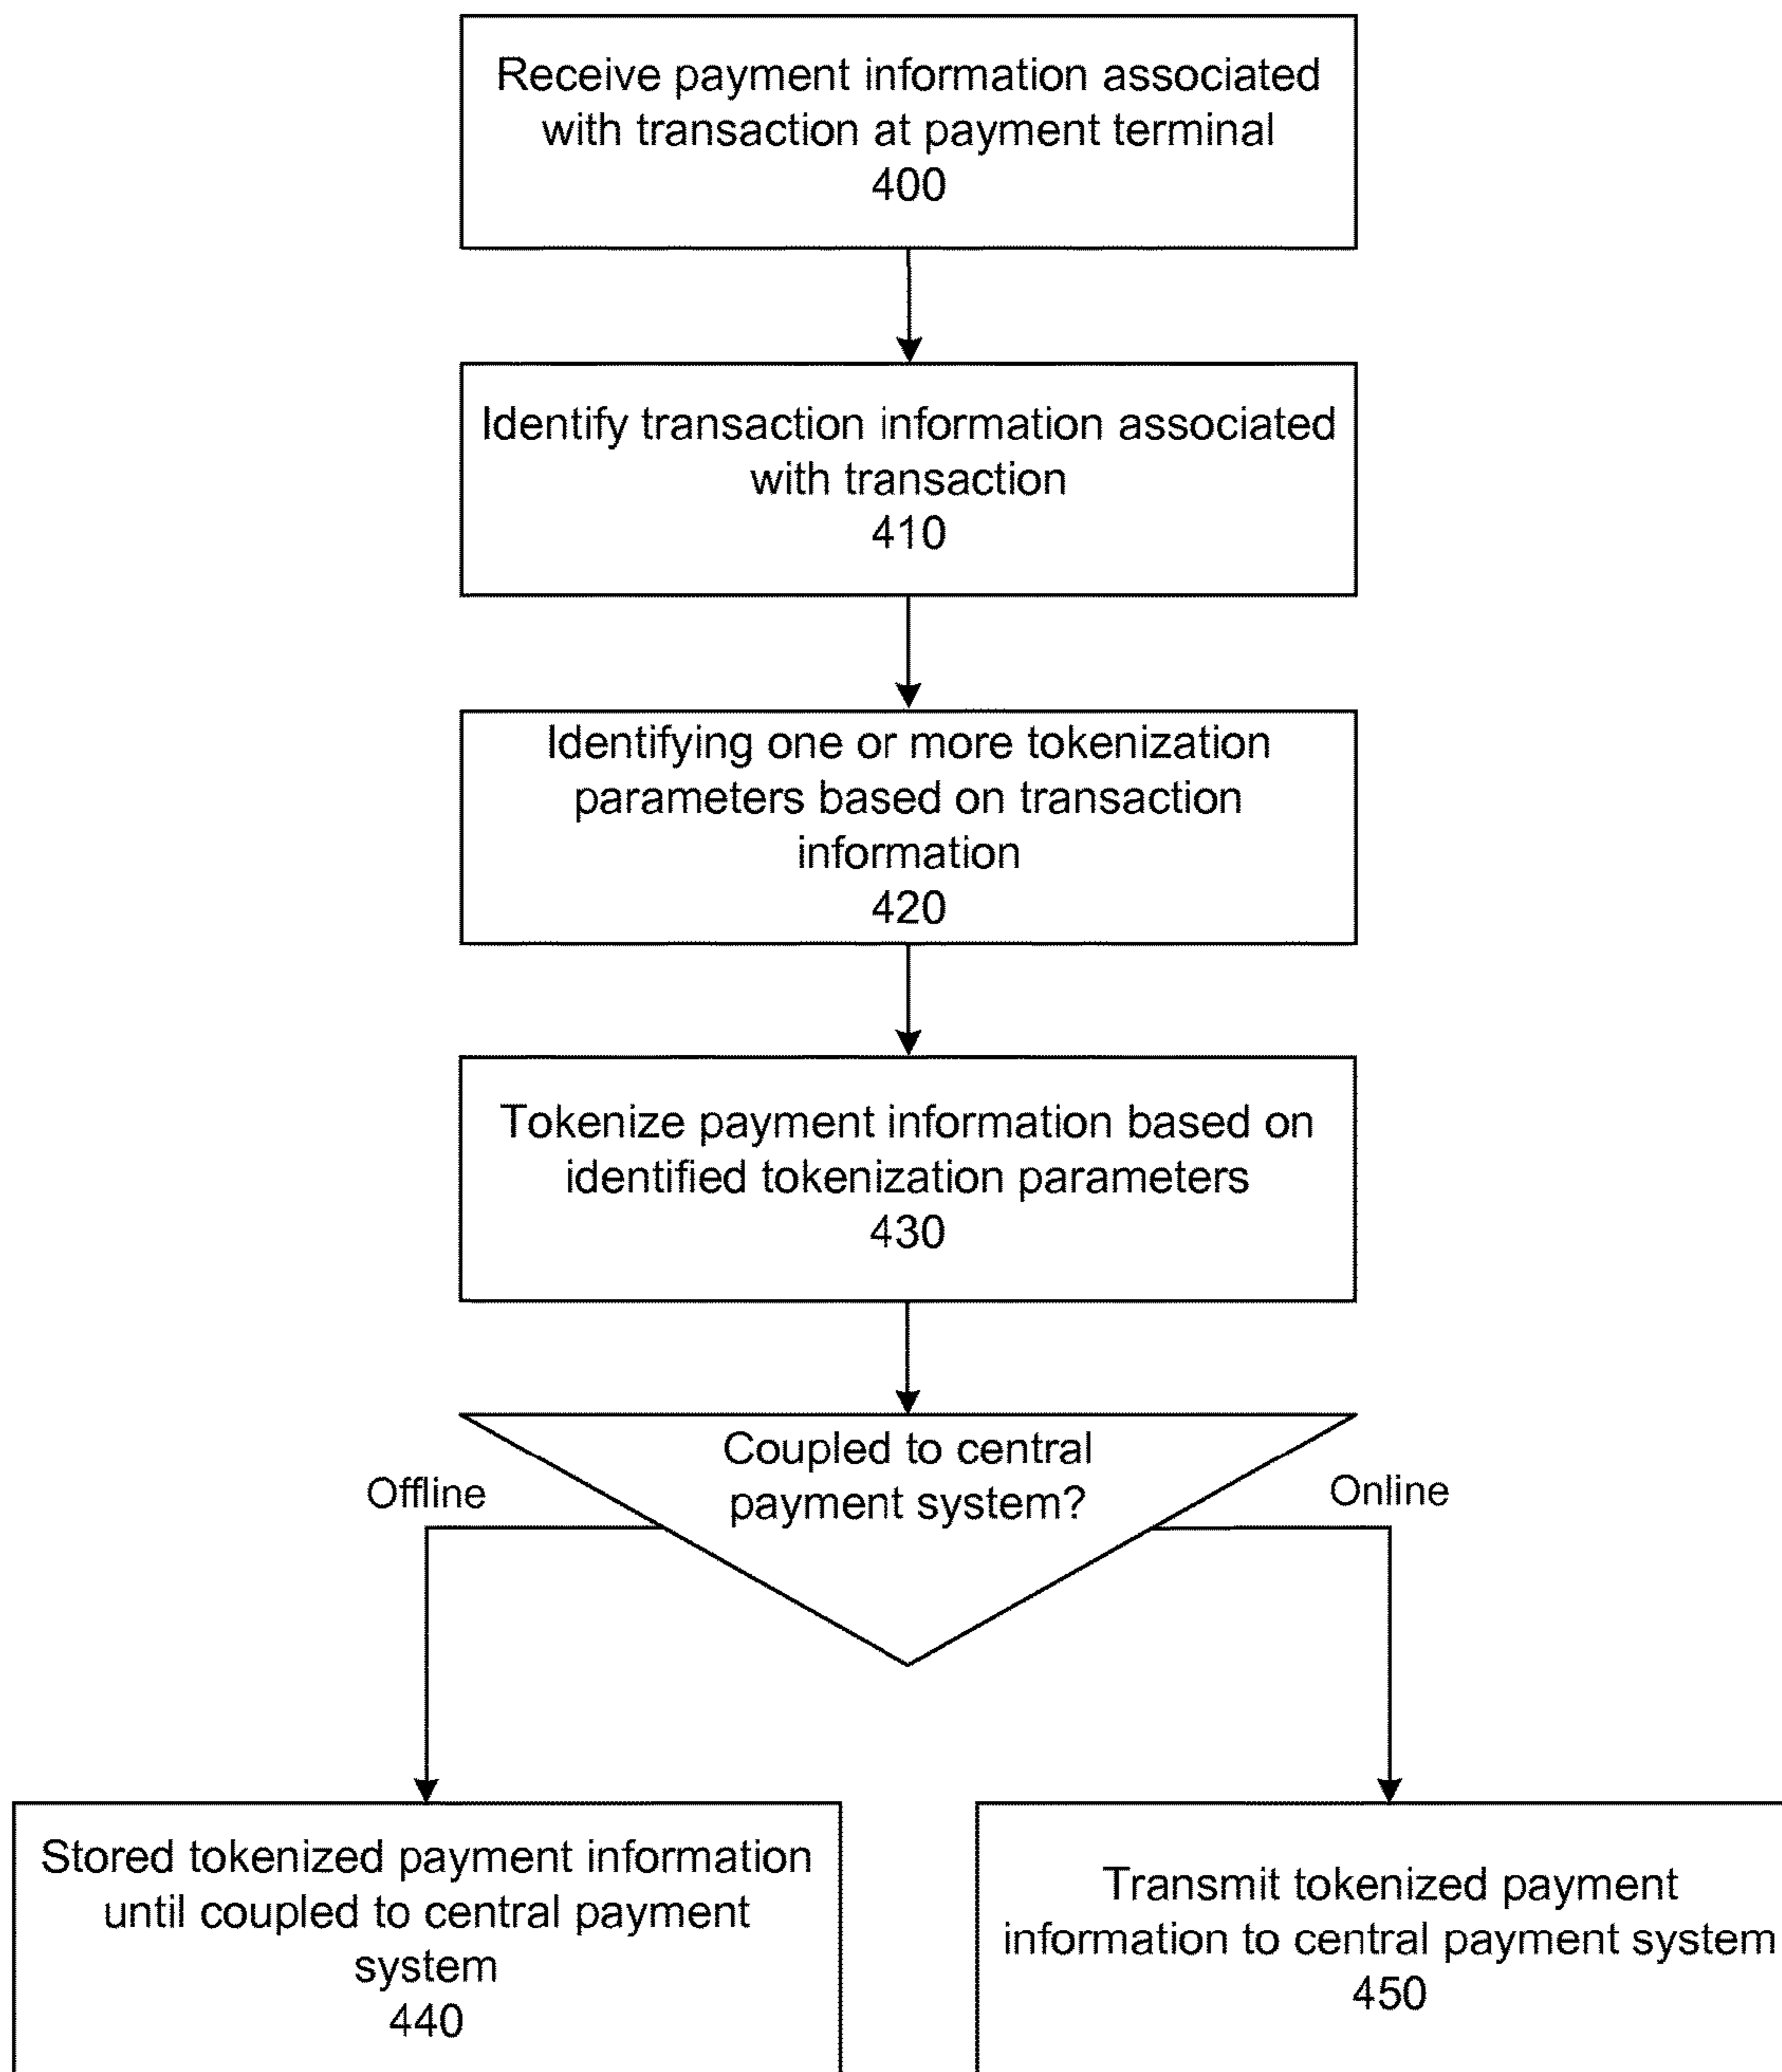 Receive payment information associated
with transaction at payment terminal
400
Identify transaction information associated
with transaction
410
Identifying one or more tokenization
parameters based on transaction
information
420
Tokenize payment information based on
identified tokenization parameters
430
Coupled to central
payment system?
Offline
Online
Stored tokenized payment information
until coupled to central payment
system
440
Transmit tokenized payment
information to central payment system
450